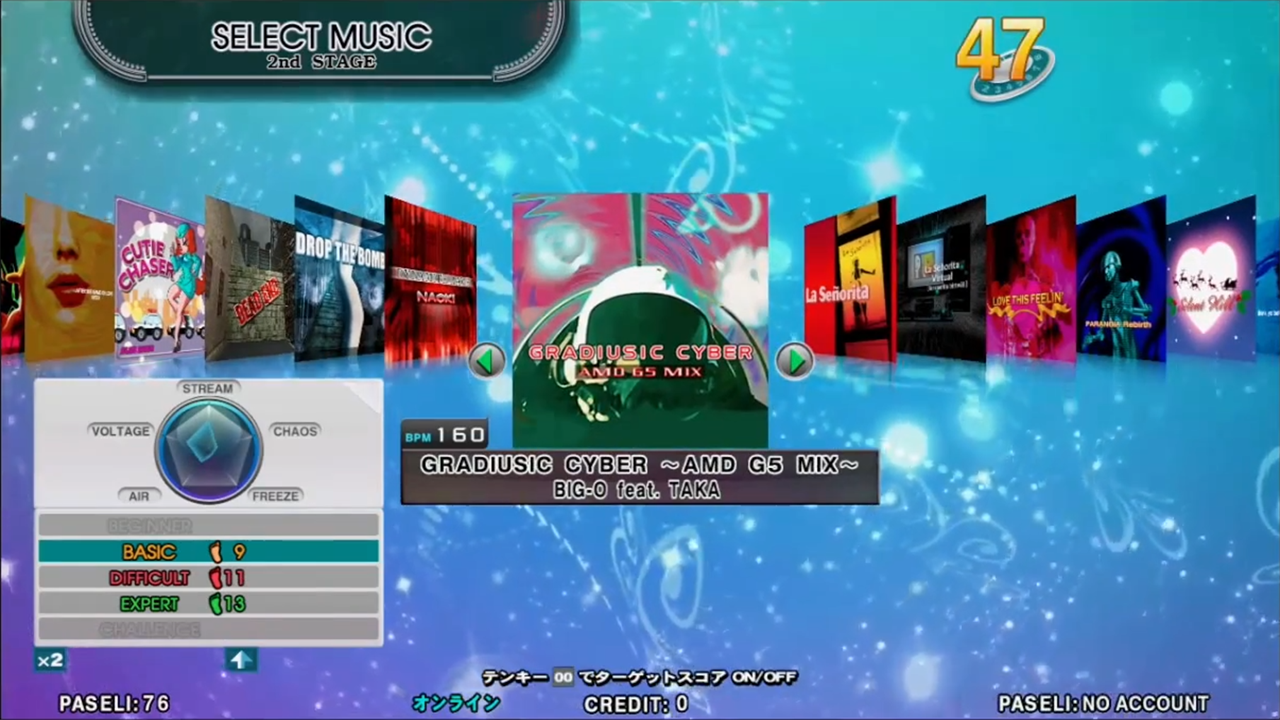 SELECT MUSIC
2nd STAGE
47
CUTIE
CHASER
DEAD END
DROP THE BOMB
NAOKI
GRADIUSIC CYBER
AMD G5 MIX
La Señorita
La Señorita
Virtual
LOVE THIS FEELIN'
PARANOIA Rebirth
Silent Hill
STREAM
VOLTAGE
CHAOS
AIR
FREEZE
BPM 160
GRADIUSIC CYBER ~AMD G5 MIX~
BIG-O feat. TAKA
BEGINNER
BASIC 9
DIFFICULT 11
EXPERT 13
CHALLENGE
x2
テンキー 00 でターゲットスコア ON/OFF
PASELI: 76
オンライン
CREDIT: 0
PASELI: NO ACCOUNT